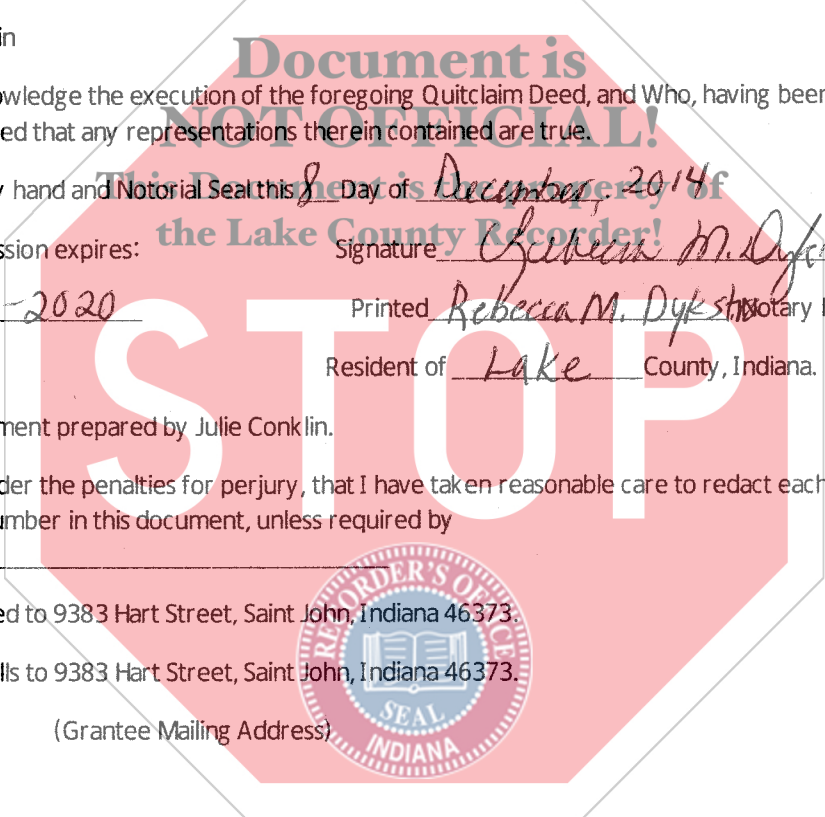 in
Document is
owledge the execution of the foregoing Quitclaim Deed, and Who, having been
NOT OFFICIAL!
ed that any representations therein contained are true.
This Document is the property of
y hand and Notorial Seal this 8 Day of December, 2014
the Lake County Recorder!
ssion expires: Signature Rebecca M. Dyks
-2020 Printed Rebecca M. Dykstra Notary
Resident of Lake County, Indiana.
STOP
ment prepared by Julie Conklin.
der the penalties for perjury, that I have taken reasonable care to redact each
umber in this document, unless required by
ed to 9383 Hart Street, Saint John, Indiana 46373.
lls to 9383 Hart Street, Saint John, Indiana 46373.
(Grantee Mailing Address)
RECORDER'S OFFICE
SEAL
INDIANA